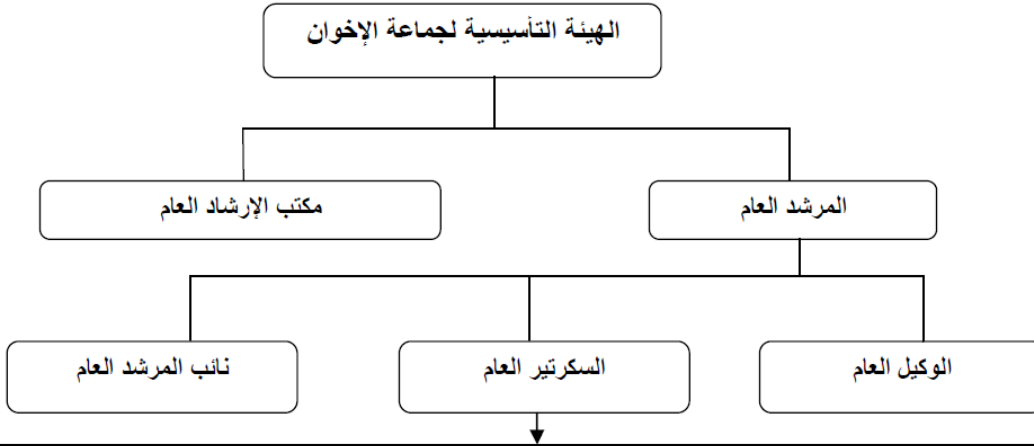 الهيئة التأسيسية لجماعة الإخوان
المرشد العام
مكتب الإرشاد العام
الوكيل العام
السكرتير العام
نائب المرشد العام